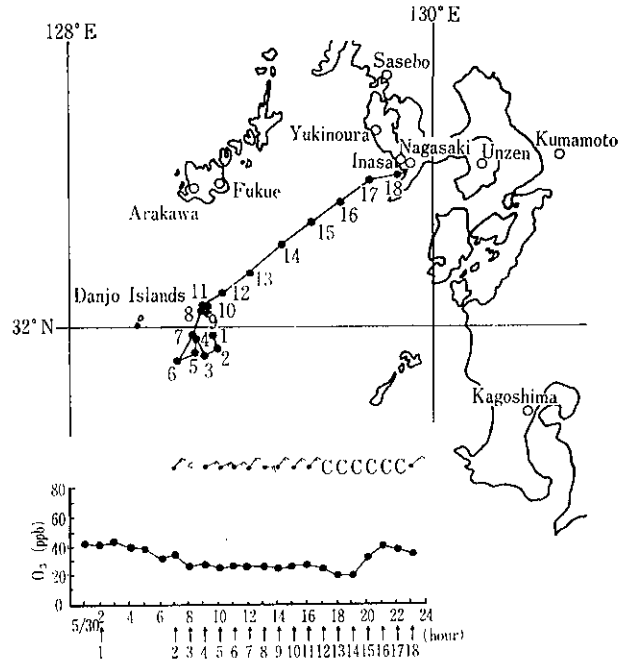 128°E
130°E
Sasebo
Yukinoura
Nagasaki
Inasa
Unzen
Kumamoto
Fukue
Arakawa
17
18
16
15
14
13
12
11
10
Danjo Islands
8
9
32°N
7
4
1
2
3
5
6
Kagoshima
CCCCCC
80
60
40
20
0
O₃ (ppb)
5/30
2 4 6 8 10 12 14 16 18 20 22 24
(hour)
1 2 3 4 5 6 7 8 9 10 11 12 13 14 15 16 17 18